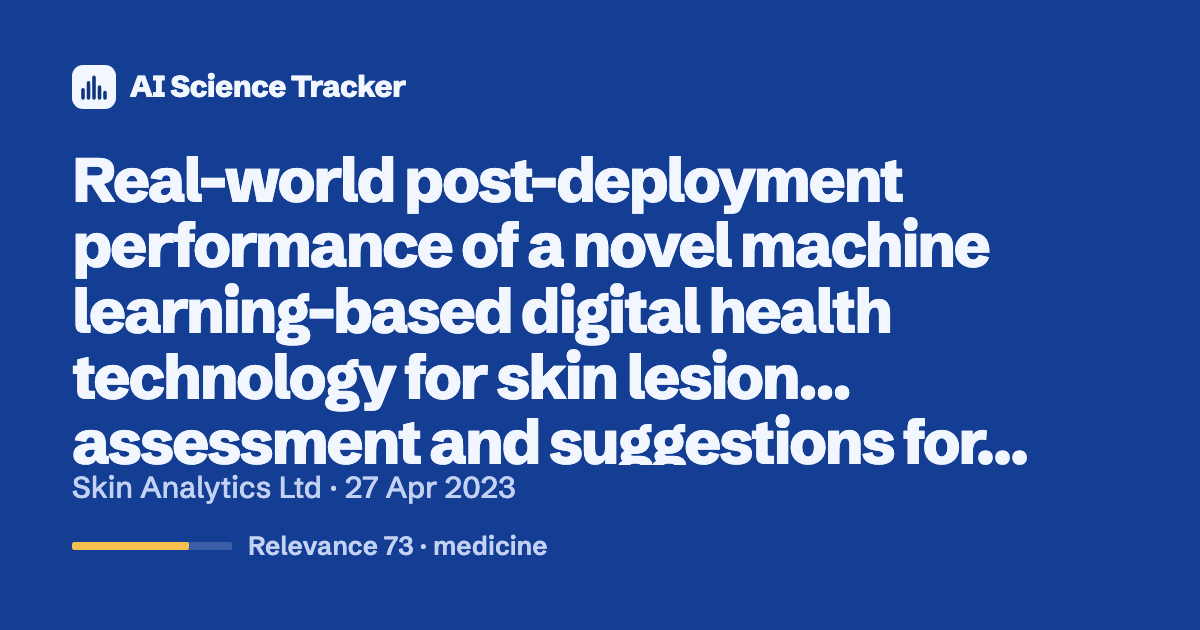 AI Science Tracker
Real-world post-deployment
performance of a novel machine
learning-based digital health
technology for skin lesion...
assessment and suggestions for...
Skin Analytics Ltd · 27 Apr 2023
Relevance 73 · medicine